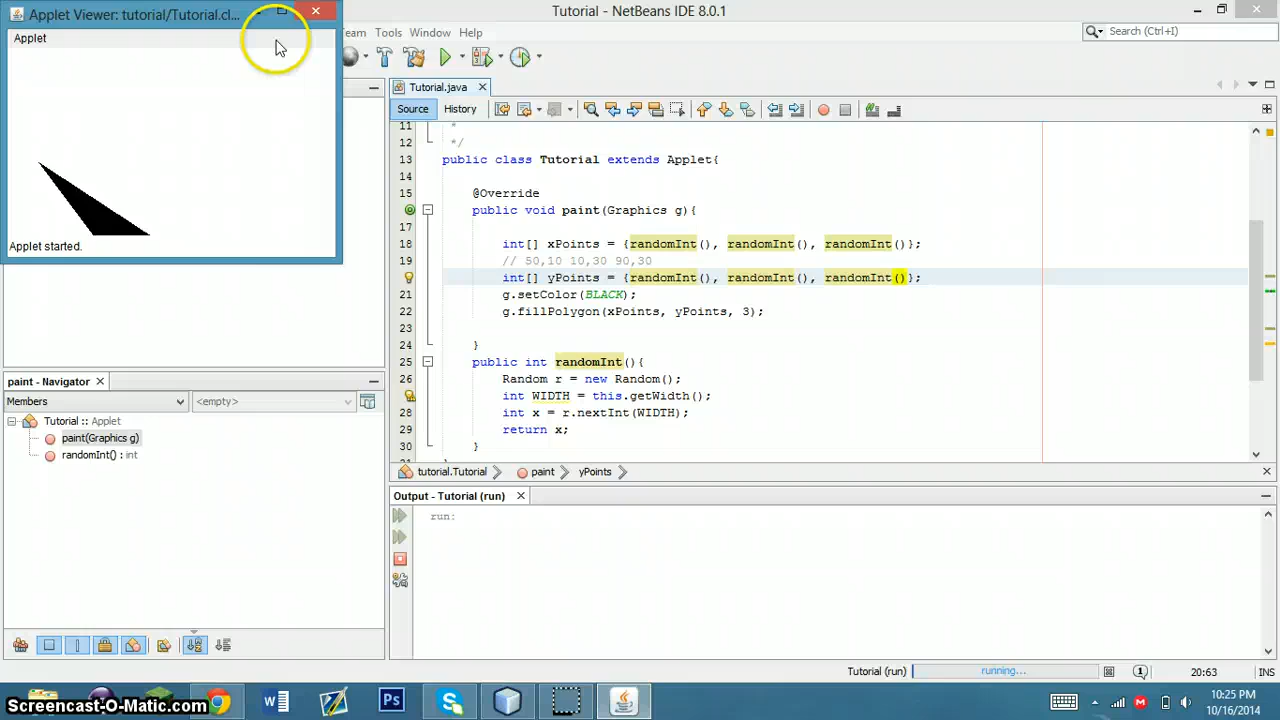 Applet Viewer: tutorial/Tutorial.cl...
Applet
Applet started.
Tutorial - NetBeans IDE 8.0.1
Team Tools Window Help
Search (Ctrl+I)
Tutorial.java
Source History
11 *
12 */
13 public class Tutorial extends Applet{
14
15 @Override
16 public void paint(Graphics g){
17
18 int[] xPoints = {randomInt(), randomInt(), randomInt()};
19 // 50,10 10,30 90,30
int[] yPoints = {randomInt(), randomInt(), randomInt()};
21 g.setColor(BLACK);
22 g.fillPolygon(xPoints, yPoints, 3);
23
24 }
25 public int randomInt(){
26 Random r = new Random();
int WIDTH = this.getWidth();
28 int x = r.nextInt(WIDTH);
29 return x;
30 }
tutorial.Tutorial paint yPoints
paint - Navigator
Members <empty>
Tutorial :: Applet
paint(Graphics g)
randomInt() : int
Output - Tutorial (run)
run:
Tutorial (run) running... 1 20:63 INS
Screencast-O-Matic.com
W Ps S M
10:25 PM
10/16/2014